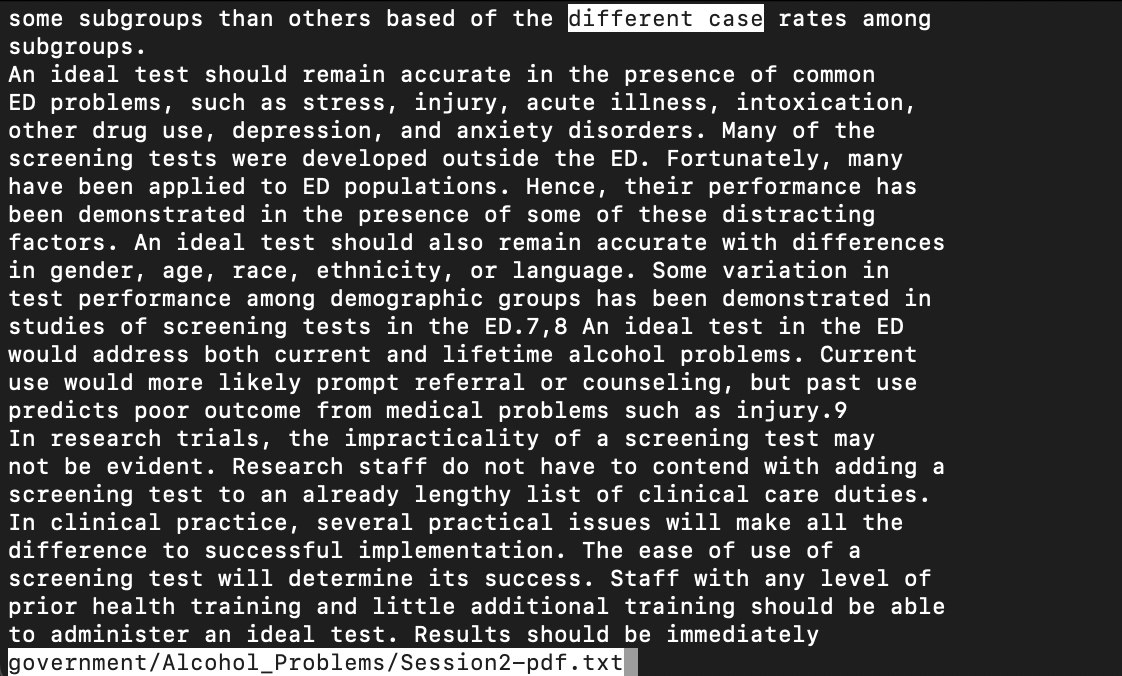 some subgroups than others based of the different case rates among
subgroups.
An ideal test should remain accurate in the presence of common
ED problems, such as stress, injury, acute illness, intoxication,
other drug use, depression, and anxiety disorders. Many of the
screening tests were developed outside the ED. Fortunately, many
have been applied to ED populations. Hence, their performance has
been demonstrated in the presence of some of these distracting
factors. An ideal test should also remain accurate with differences
in gender, age, race, ethnicity, or language. Some variation in
test performance among demographic groups has been demonstrated in
studies of screening tests in the ED.7,8 An ideal test in the ED
would address both current and lifetime alcohol problems. Current
use would more likely prompt referral or counseling, but past use
predicts poor outcome from medical problems such as injury.9
In research trials, the impracticality of a screening test may
not be evident. Research staff do not have to contend with adding a
screening test to an already lengthy list of clinical care duties.
In clinical practice, several practical issues will make all the
difference to successful implementation. The ease of use of a
screening test will determine its success. Staff with any level of
prior health training and little additional training should be able
to administer an ideal test. Results should be immediately
government/Alcohol_Problems/Session2-pdf.txt